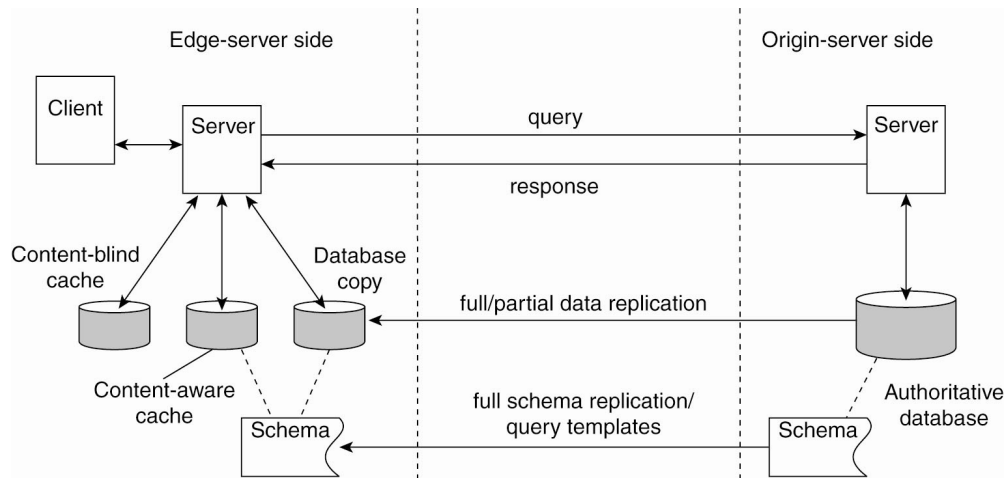 Edge-server side
Origin-server side
Client
Server
query
Server
response
Content-blind
cache
Database
copy
full/partial data replication
Content-aware
cache
full schema replication/
query templates
Authoritative
database
Schema
Schema